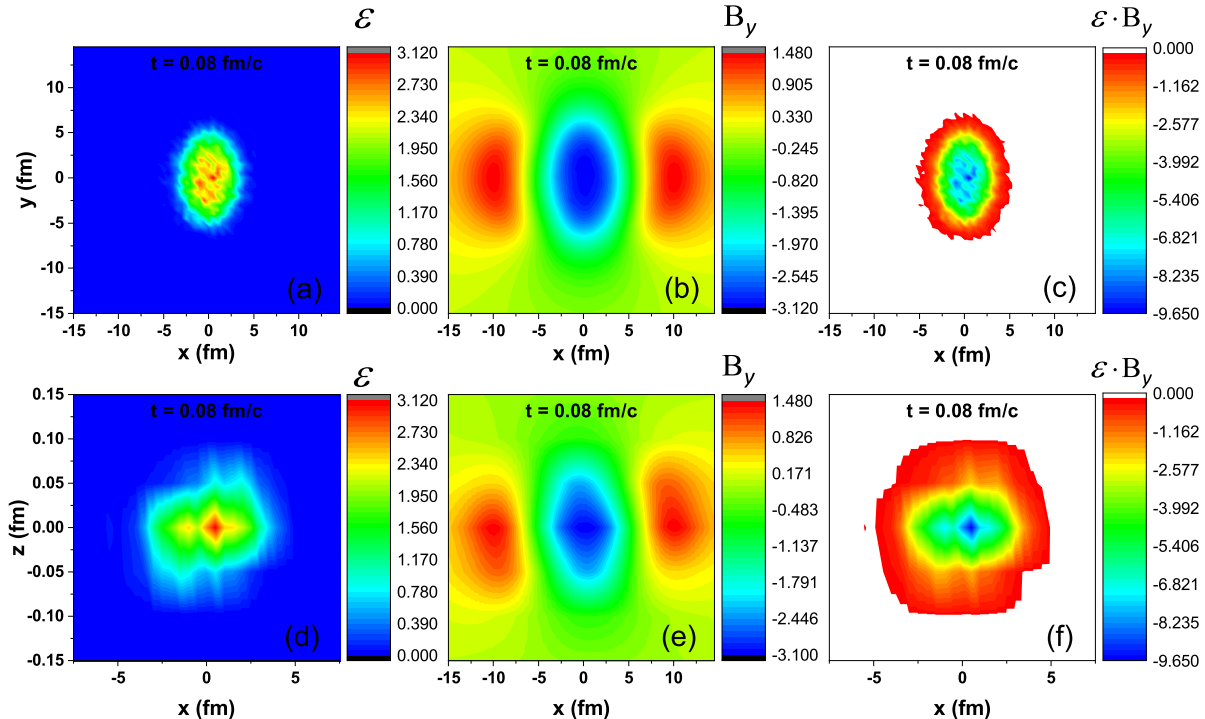 ε
B_y
ε·B_y
t = 0.08 fm/c
t = 0.08 fm/c
t = 0.08 fm/c
y (fm)
10
5
0
-5
-10
-15
-15 -10 -5 0 5 10
x (fm)
(a)
3.120
2.730
2.340
1.950
1.560
1.170
0.780
0.390
0.000
-15 -10 -5 0 5 10
x (fm)
(b)
1.480
0.905
0.330
-0.245
-0.820
-1.395
-1.970
-2.545
-3.120
-15 -10 -5 0 5 10
x (fm)
(c)
0.000
-1.162
-2.577
-3.992
-5.406
-6.821
-8.235
-9.650
ε
B_y
ε·B_y
t = 0.08 fm/c
t = 0.08 fm/c
t = 0.08 fm/c
z (fm)
0.15
0.10
0.05
0.00
-0.05
-0.10
-0.15
-5 0 5
x (fm)
(d)
3.120
2.730
2.340
1.950
1.560
1.170
0.780
0.390
0.000
-15 -10 -5 0 5 10
x (fm)
(e)
1.480
0.826
0.171
-0.483
-1.137
-1.791
-2.446
-3.100
-5 0 5
x (fm)
(f)
0.000
-1.162
-2.577
-3.992
-5.406
-6.821
-8.235
-9.650